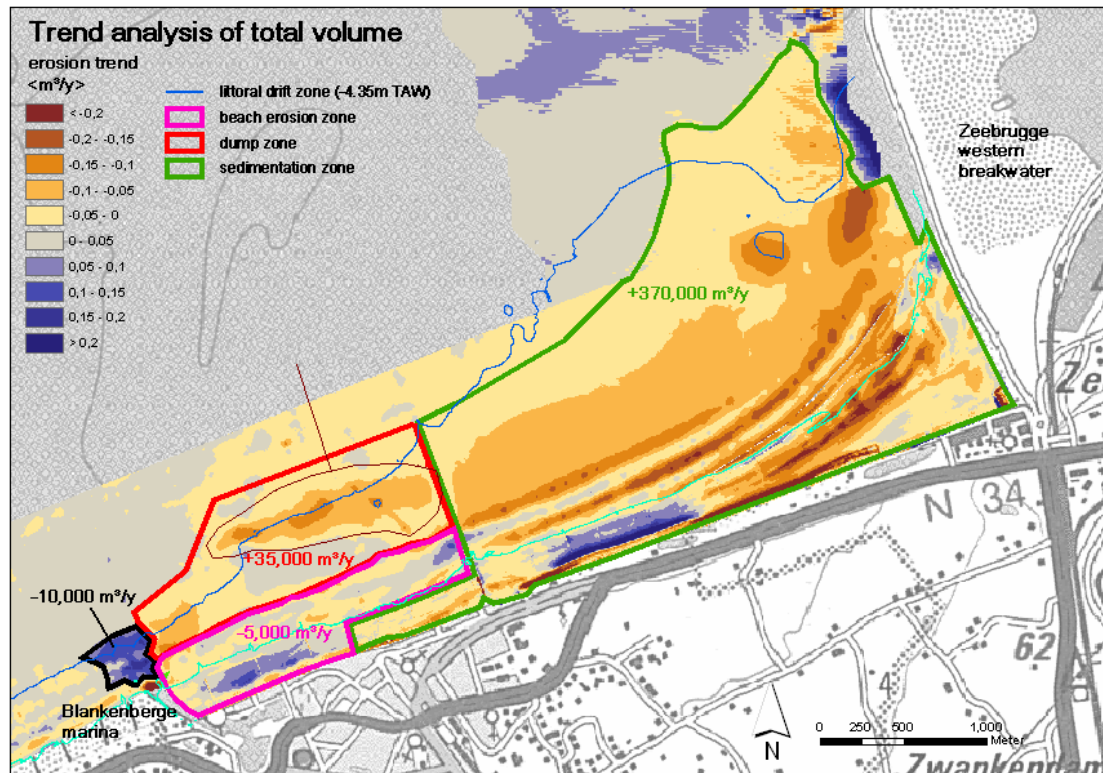 Trend analysis of total volume
erosion trend
<m³/y>
< -0,2
-0,2 - -0,15
-0,15 - -0,1
-0,1 - -0,05
-0,05 - 0
0 - 0,05
0,05 - 0,1
0,1 - 0,15
0,15 - 0,2
> 0,2
littoral drift zone (-4.35m TAW)
beach erosion zone
dump zone
sedimentation zone
Zeebrugge
western
breakwater
+370,000 m³/y
Ze
N 34
+35,000 m³/y
-10,000 m³/y
-5,000 m³/y
62
4
Blankenberge
marina
N
0 250 500 1,000
Meter
Zwankendam